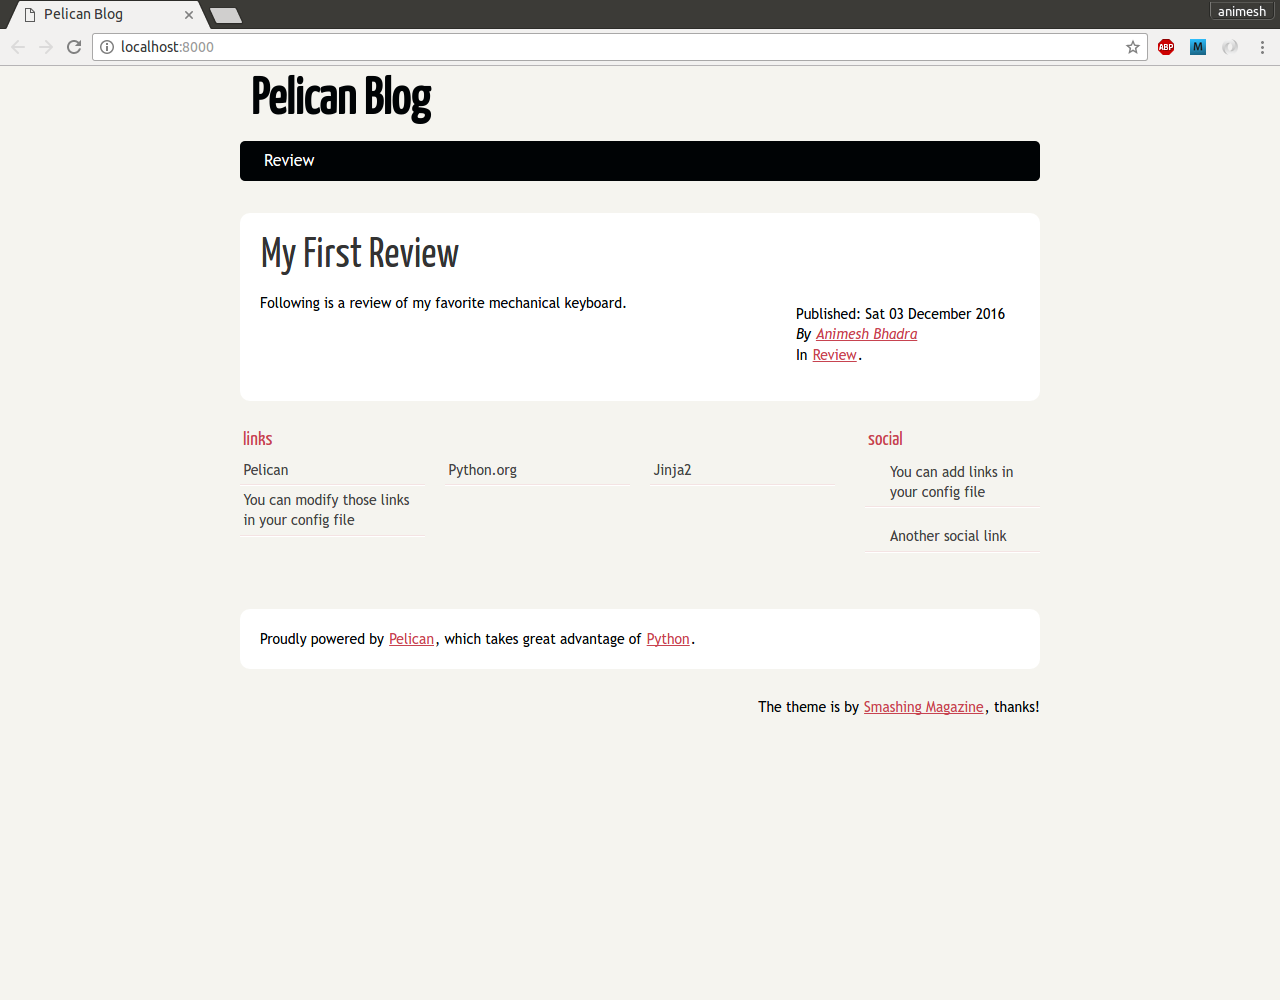 Pelican Blog
animesh
localhost:8000
ABP
M
Pelican Blog
Review
My First Review
Following is a review of my favorite mechanical keyboard.
Published: Sat 03 December 2016
By Animesh Bhadra
In Review.
links
Pelican
Python.org
Jinja2
You can modify those links
in your config file
social
You can add links in
your config file
Another social link
Proudly powered by Pelican, which takes great advantage of Python.
The theme is by Smashing Magazine, thanks!